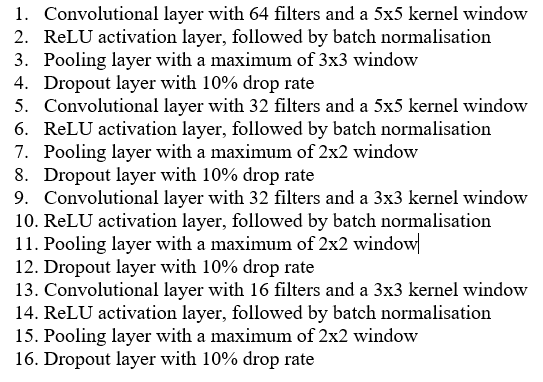 1. Convolutional layer with 64 filters and a 5x5 kernel window
2. ReLU activation layer, followed by batch normalisation
3. Pooling layer with a maximum of 3x3 window
4. Dropout layer with 10% drop rate
5. Convolutional layer with 32 filters and a 5x5 kernel window
6. ReLU activation layer, followed by batch normalisation
7. Pooling layer with a maximum of 2x2 window
8. Dropout layer with 10% drop rate
9. Convolutional layer with 32 filters and a 3x3 kernel window
10. ReLU activation layer, followed by batch normalisation
11. Pooling layer with a maximum of 2x2 window
12. Dropout layer with 10% drop rate
13. Convolutional layer with 16 filters and a 3x3 kernel window
14. ReLU activation layer, followed by batch normalisation
15. Pooling layer with a maximum of 2x2 window
16. Dropout layer with 10% drop rate